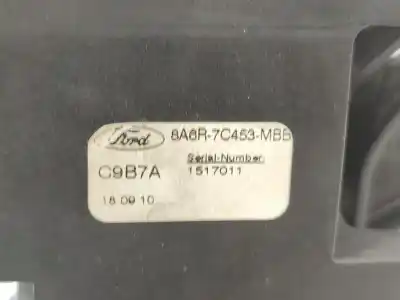 Ford 8A6R-7C453-MBB
Serial-Number:
C9B7A 1517011
18 09 10